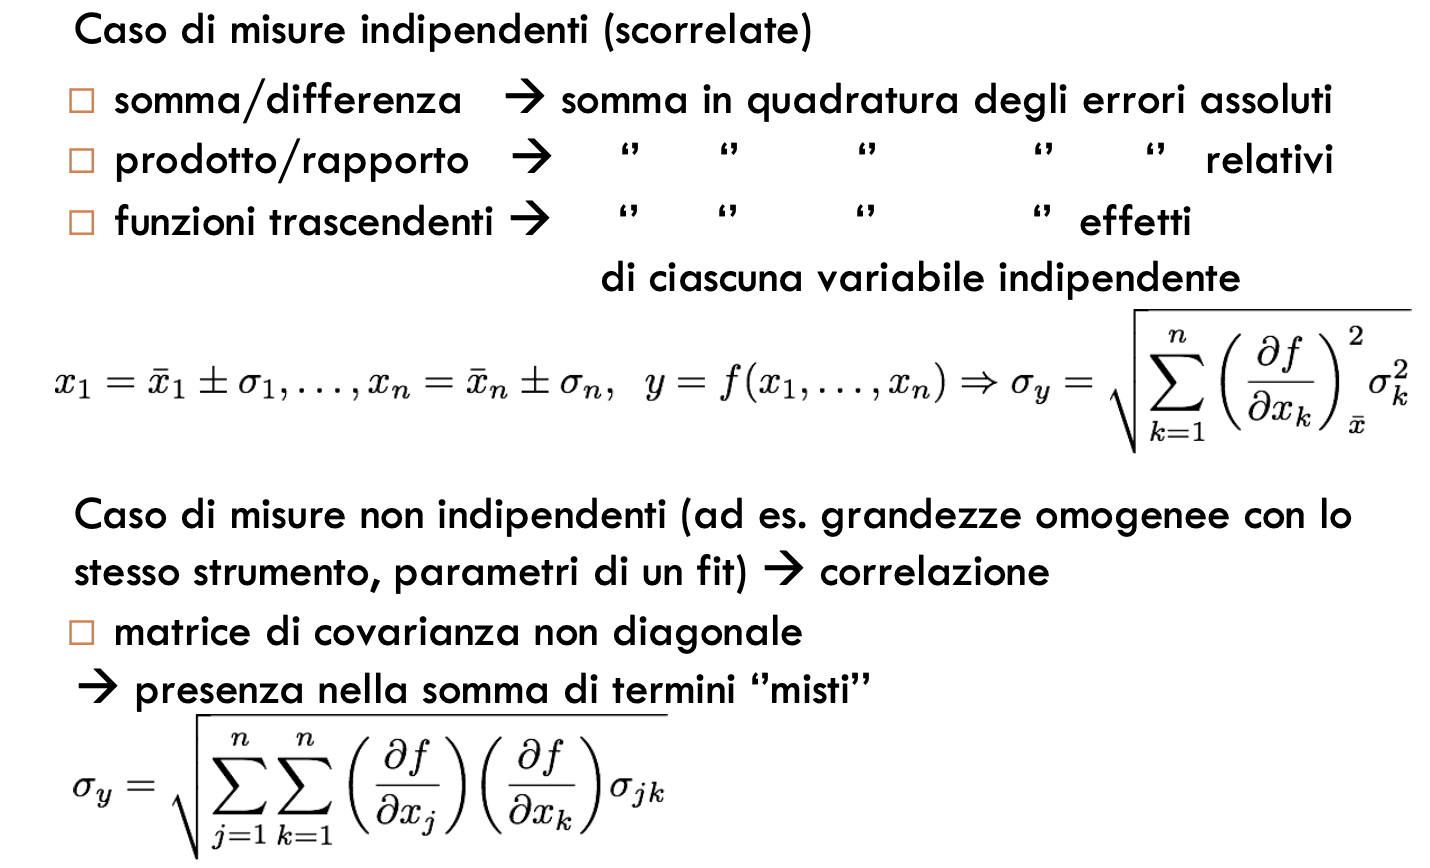 Caso di misure indipendenti (scorrelate)
□ somma/differenza → somma in quadratura degli errori assoluti
□ prodotto/rapporto → ‘’ ‘’ ‘’ ‘’ ‘’ relativi
□ funzioni trascendenti → ‘’ ‘’ ‘’ ‘’ effetti
di ciascuna variabile indipendente
$x_1 = \bar{x}_1 \pm \sigma_1, \ldots, x_n = \bar{x}_n \pm \sigma_n, \; y = f(x_1, \ldots, x_n) \Rightarrow \sigma_y = \sqrt{\sum_{k=1}^{n} \left( \frac{\partial f}{\partial x_k} \right)^2_{\bar{x}} \sigma_k^2}$
Caso di misure non indipendenti (ad es. grandezze omogenee con lo
stesso strumento, parametri di un fit) → correlazione
□ matrice di covarianza non diagonale
→ presenza nella somma di termini ‘’misti’’
$\sigma_y = \sqrt{\sum_{j=1}^{n} \sum_{k=1}^{n} \left( \frac{\partial f}{\partial x_j} \right) \left( \frac{\partial f}{\partial x_k} \right) \sigma_{jk}}$